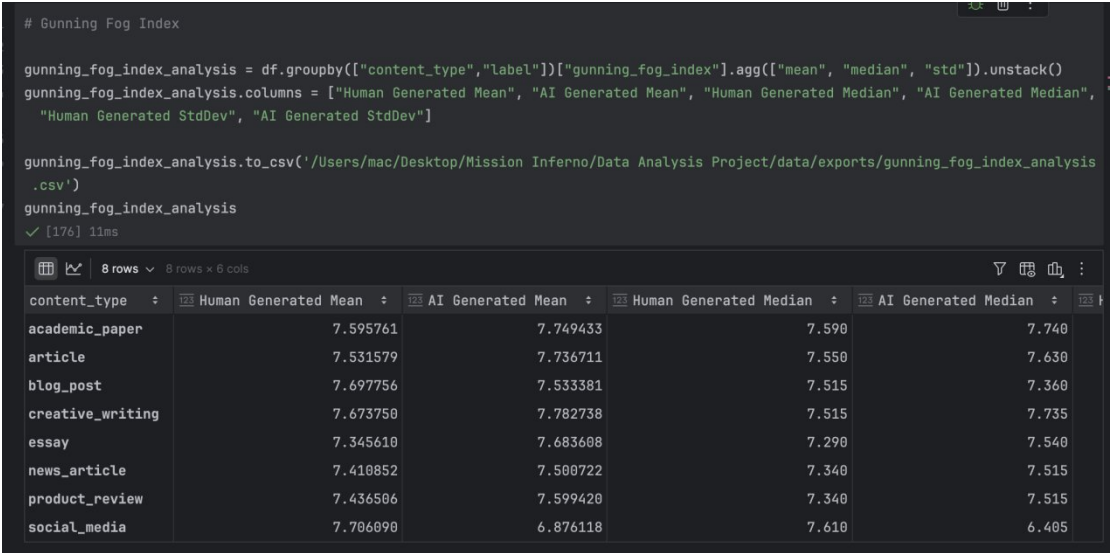 # Gunning Fog Index
gunning_fog_index_analysis = df.groupby(["content_type","label"])["gunning_fog_index"].agg(["mean", "median", "std"]).unstack()
gunning_fog_index_analysis.columns = ["Human Generated Mean", "AI Generated Mean", "Human Generated Median", "AI Generated Median",
"Human Generated StdDev", "AI Generated StdDev"]
gunning_fog_index_analysis.to_csv('/Users/mac/Desktop/Mission Inferno/Data Analysis Project/data/exports/gunning_fog_index_analysis
.csv')
gunning_fog_index_analysis
[176] 11ms
8 rows 8 rows × 6 cols
content_type 123 Human Generated Mean 123 AI Generated Mean 123 Human Generated Median 123 AI Generated Median 123
academic_paper 7.595761 7.749433 7.590 7.740
article 7.531579 7.736711 7.550 7.630
blog_post 7.697756 7.533381 7.515 7.360
creative_writing 7.673750 7.782738 7.515 7.735
essay 7.345610 7.683608 7.290 7.540
news_article 7.410852 7.500722 7.340 7.515
product_review 7.436506 7.599420 7.340 7.515
social_media 7.706090 6.876118 7.610 6.405